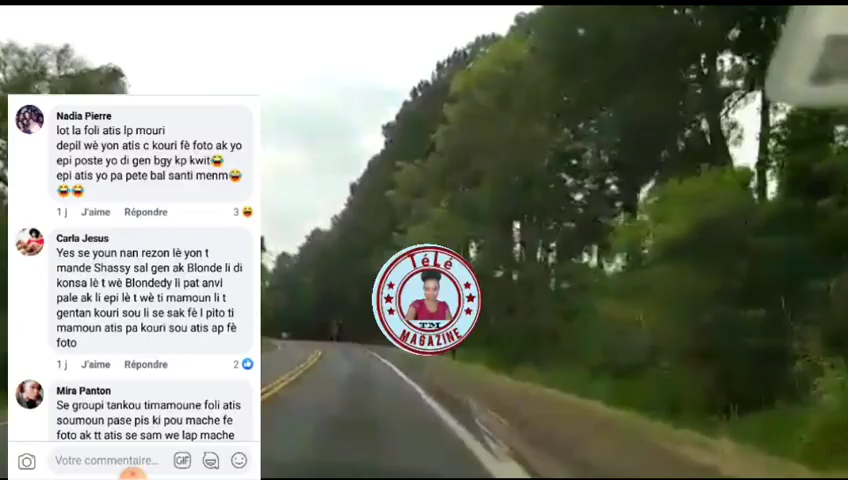 Nadia Pierre
lot la foli atis lp mouri
depil wè yon atis c kouri fè foto ak yo
epi poste yo di gen bgy kp kwit😂
epi atis yo pa pete bal santi menm😂
😂😂
1 j J'aime Répondre 3
Carla Jesus
Yes se youn nan rezon lè yon t
mande Shassy sal gen ak Blonde li di
konsa lè t wè Blondedy li pat anvi
pale ak li epi lè t wè ti mamoun li t
gentan kouri sou li se sak fè l pito ti
mamoun atis pa kouri sou atis ap fè
foto
1 j J'aime Répondre 2
Mira Panton
Se groupi tankou timamoune foli atis
soumoun pase pis ki pou mache fe
foto ak tt atis se sam we lap mache
Votre commentaire... GIF
TéLé
TM
MAGAZINE